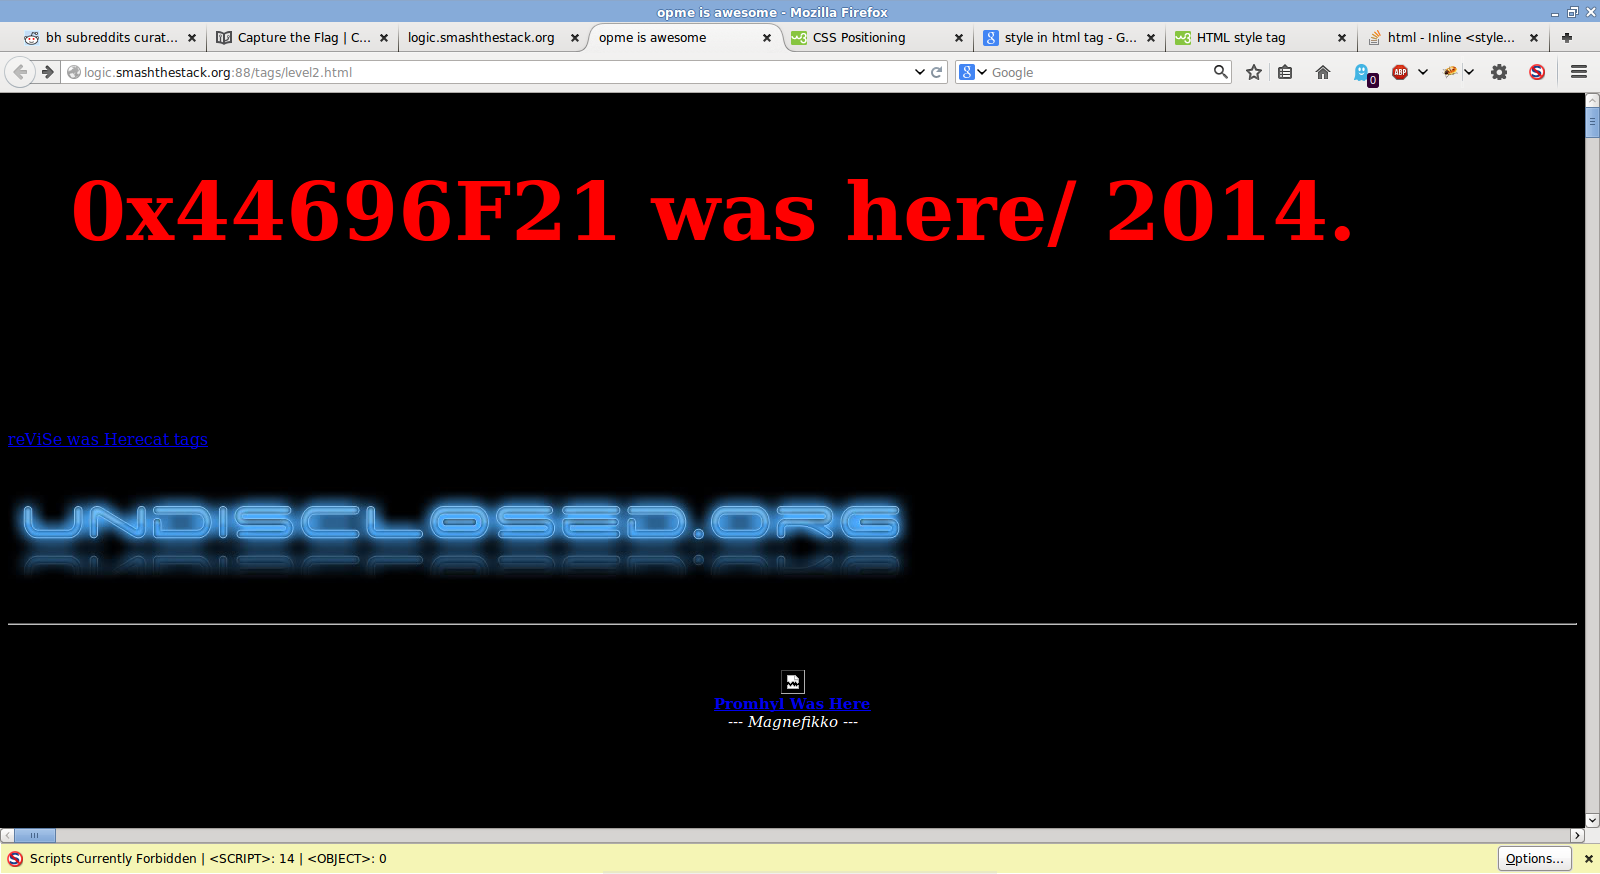 opme is awesome - Mozilla Firefox
bh subreddits curat... Capture the Flag | C... logic.smashthestack.org opme is awesome CSS Positioning style in html tag - G... HTML style tag html - Inline <style...
logic.smashthestack.org:88/tags/level2.html Google ABP 0
0x44696F21 was here/ 2014.
reViSe was Herecat tags
UNDISCLOSED.ORG
Promhyl Was Here
--- Magnefikko ---
Scripts Currently Forbidden | <SCRIPT>: 14 | <OBJECT>: 0 Options...